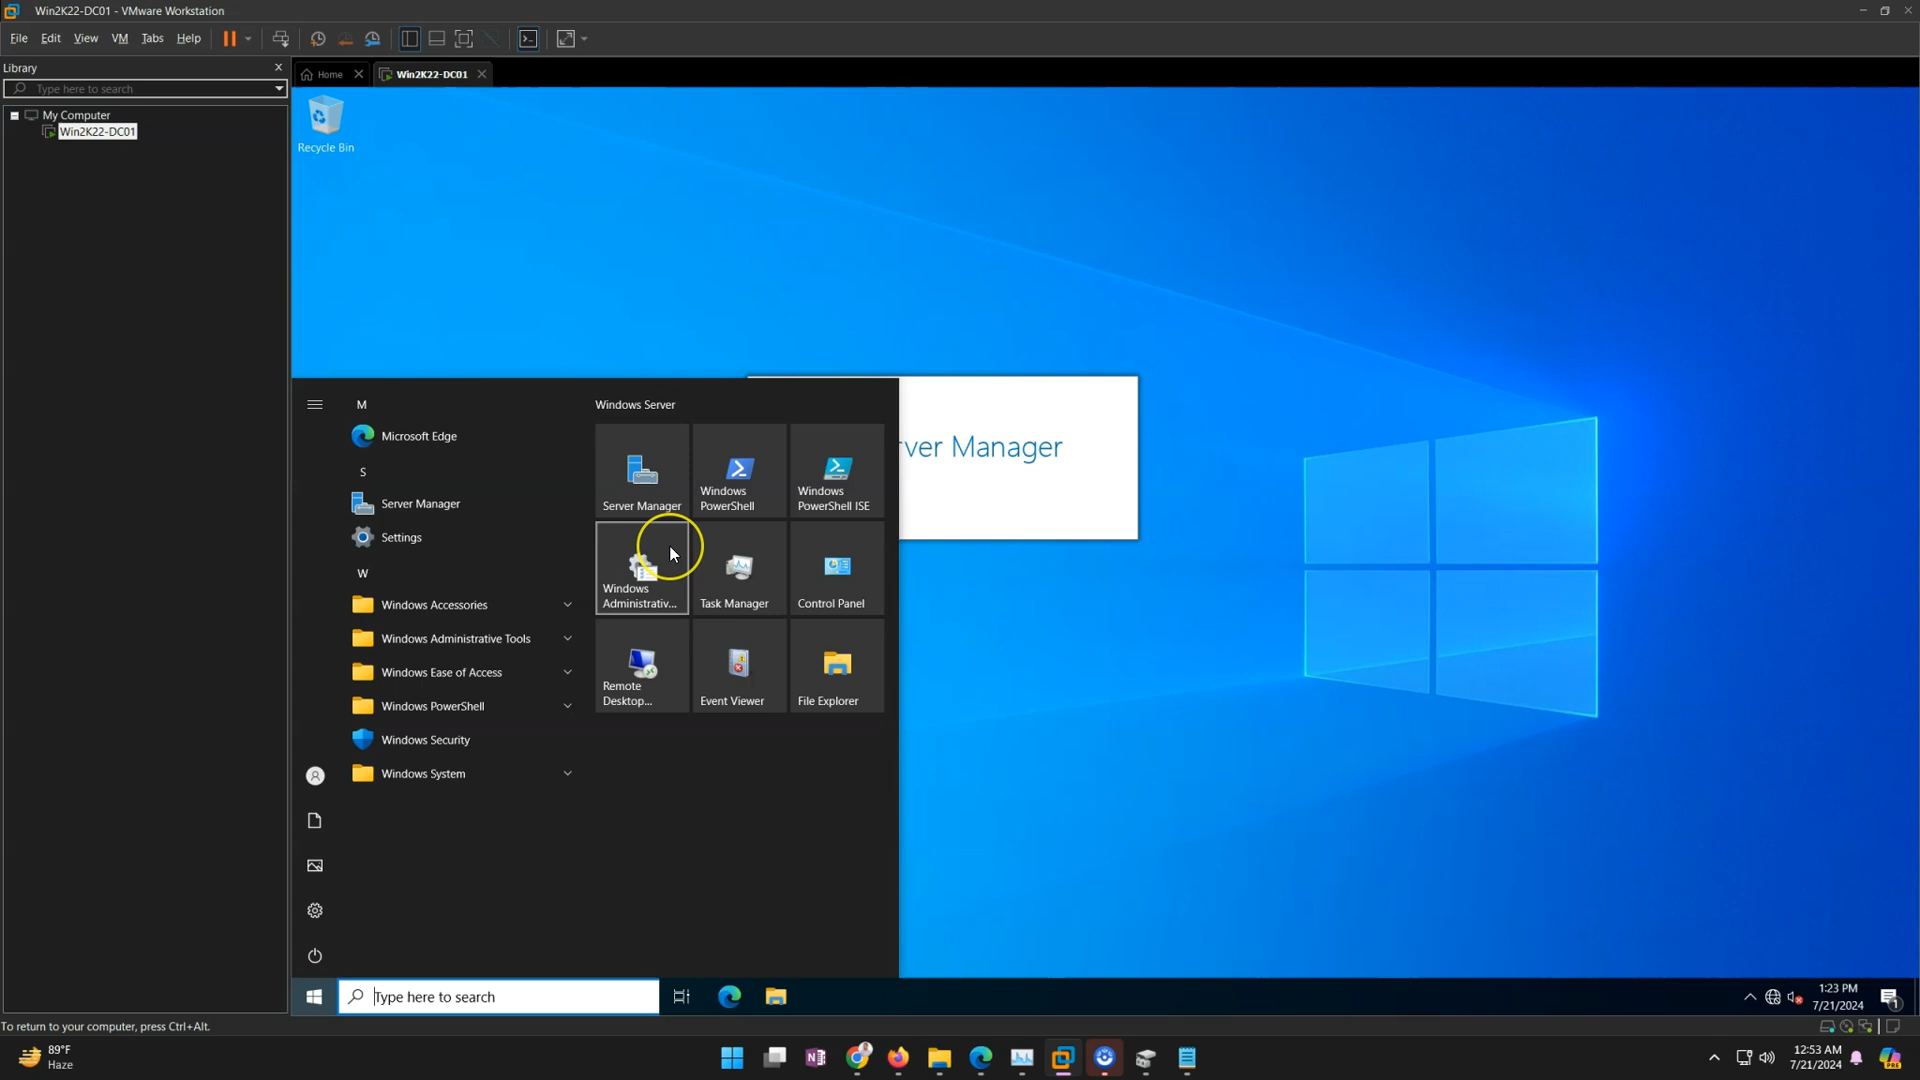 Win2K22-DC01 - VMware Workstation
File Edit View VM Tabs Help
Library
Type here to search
My Computer
Win2K22-DC01
Home
Win2K22-DC01
Recycle Bin
M
Microsoft Edge
S
Server Manager
Settings
W
Windows Accessories
Windows Administrative Tools
Windows Ease of Access
Windows PowerShell
Windows Security
Windows System
Windows Server
Server Manager
Windows
PowerShell
Windows
PowerShell ISE
Windows
Administrativ...
Task Manager
Control Panel
Remote
Desktop...
Event Viewer
File Explorer
rver Manager
Type here to search
1:23 PM
7/21/2024
1
To return to your computer, press Ctrl+Alt.
89°F
Haze
12:53 AM
7/21/2024
PRE